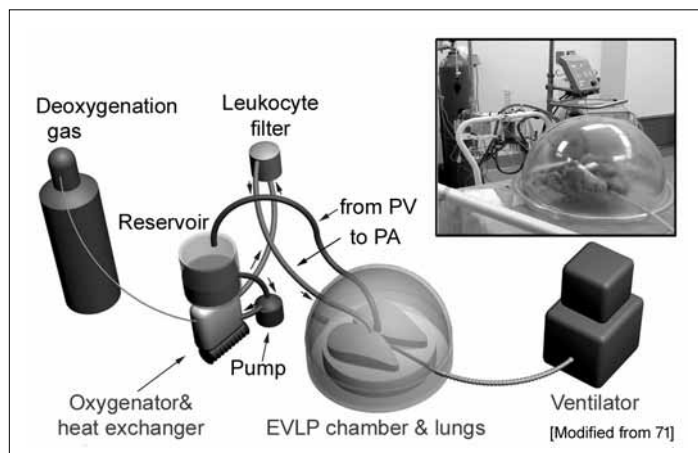 Deoxygenation
gas
Leukocyte
filter
Reservoir
from PV
to PA
Pump
Oxygenator&
heat exchanger
EVLP chamber & lungs
Ventilator
[Modified from 71]